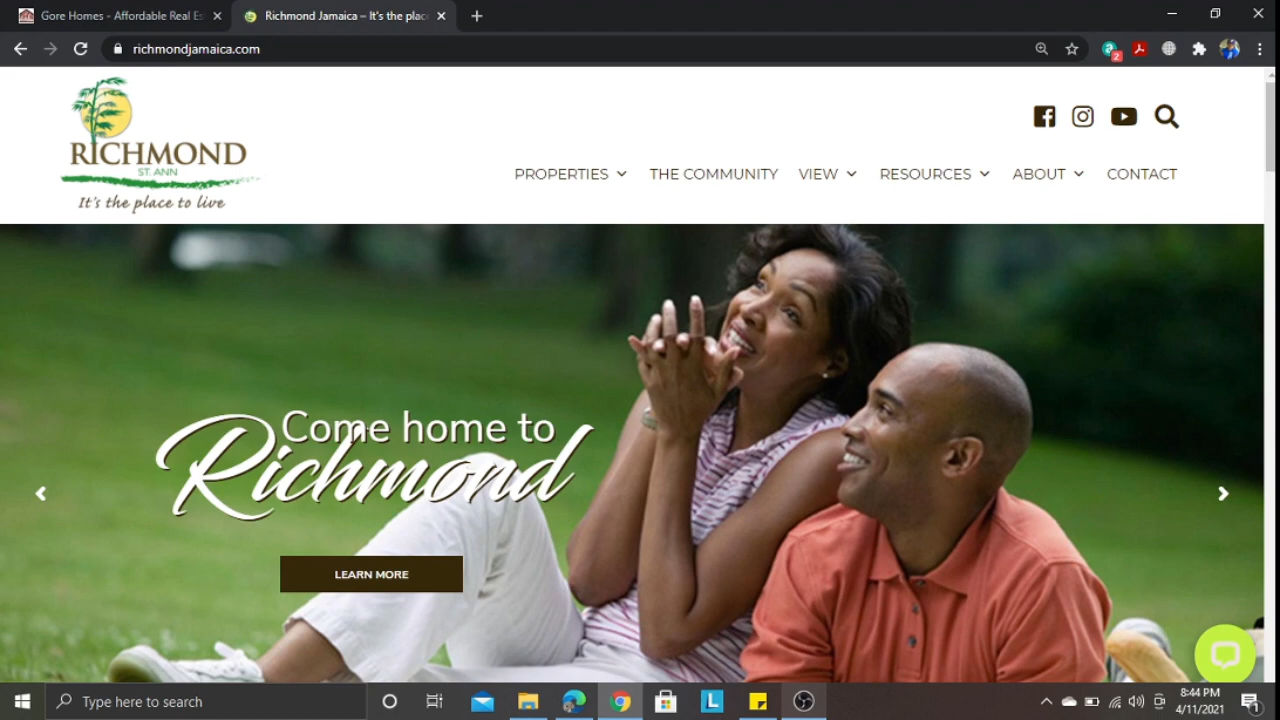 Gore Homes - Affordable Real Es
Richmond Jamaica – It's the plac
richmondjamaica.com
2
RICHMOND
ST. ANN
It's the place to live
PROPERTIES THE COMMUNITY VIEW RESOURCES ABOUT CONTACT
Come home to
Richmond
LEARN MORE
Type here to search
L
8:44 PM
4/11/2021
1